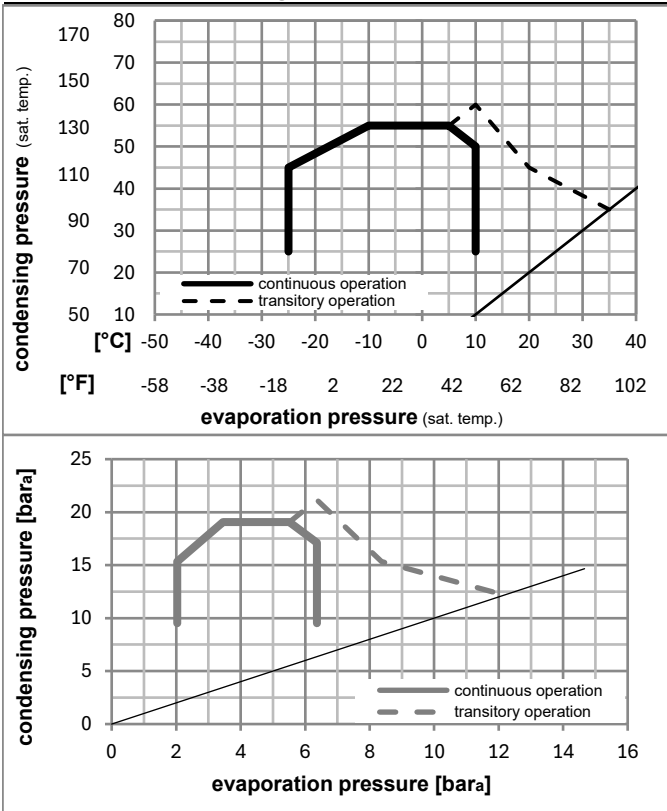 condensing pressure (sat. temp.)
170 80
150 70
60
130 50
110 40
90 30
70 20
50 10
continuous operation
transitory operation
[°C] -50 -40 -30 -20 -10 0 10 20 30 40
[°F] -58 -38 -18 2 22 42 62 82 102
evaporation pressure (sat. temp.)
condensing pressure [bara]
25
20
15
10
5
0
continuous operation
transitory operation
0 2 4 6 8 10 12 14 16
evaporation pressure [bara]